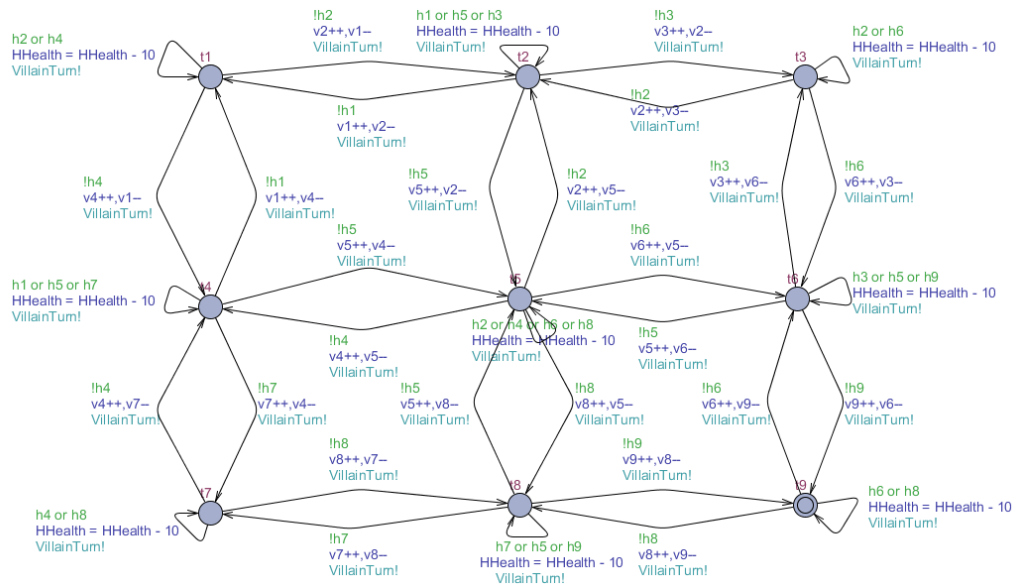 !h2
v2++,v1--
VillainTurn!
h1 or h5 or h3
HHealth = HHealth - 10
VillainTurn!
!h3
v3++,v2--
VillainTurn!
h2 or h6
HHealth = HHealth - 10
VillainTurn!
h2 or h4
HHealth = HHealth - 10
VillainTurn!
t1
t2
t3
!h1
v1++,v2--
VillainTurn!
!h2
v2++,v3--
VillainTurn!
!h4
v4++,v1--
VillainTurn!
!h1
v1++,v4--
VillainTurn!
!h5
v5++,v2--
VillainTurn!
!h2
v2++,v5--
VillainTurn!
!h3
v3++,v6--
VillainTurn!
!h6
v6++,v3--
VillainTurn!
!h5
v5++,v4--
VillainTurn!
!h6
v6++,v5--
VillainTurn!
h1 or h5 or h7
HHealth = HHealth - 10
VillainTurn!
t4
t5
t6
h3 or h5 or h9
HHealth = HHealth - 10
VillainTurn!
h2 or h4 or h6 or h8
HHealth = HHealth - 10
VillainTurn!
!h4
v4++,v5--
VillainTurn!
!h5
v5++,v6--
VillainTurn!
!h4
v4++,v7--
VillainTurn!
!h7
v7++,v4--
VillainTurn!
!h5
v5++,v8--
VillainTurn!
!h8
v8++,v5--
VillainTurn!
!h6
v6++,v9--
VillainTurn!
!h9
v9++,v6--
VillainTurn!
!h8
v8++,v7--
VillainTurn!
!h9
v9++,v8--
VillainTurn!
t7
t8
t9
h4 or h8
HHealth = HHealth - 10
VillainTurn!
h6 or h8
HHealth = HHealth - 10
VillainTurn!
!h7
v7++,v8--
VillainTurn!
h7 or h5 or h9
HHealth = HHealth - 10
VillainTurn!
!h8
v8++,v9--
VillainTurn!